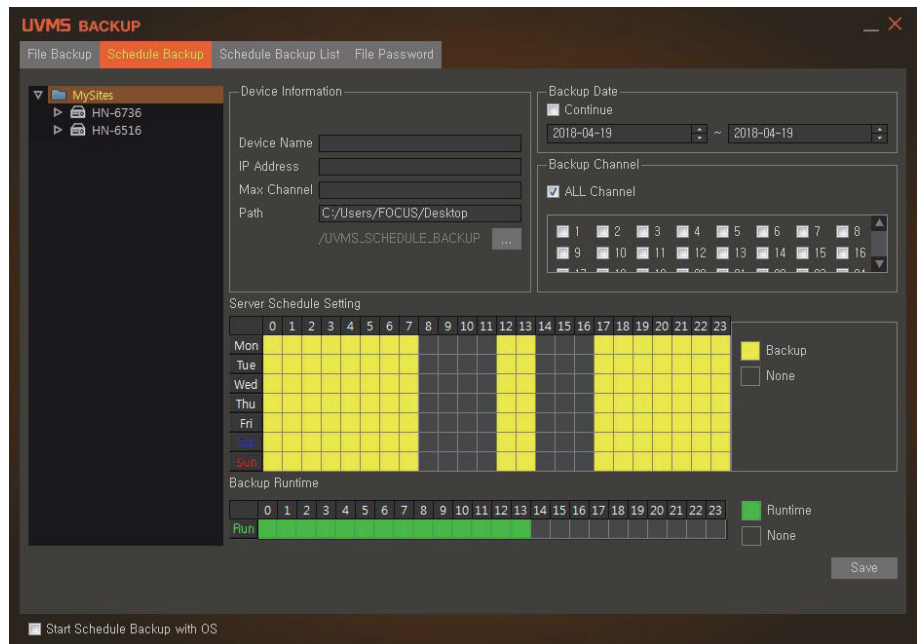 UVMS BACKUP
File Backup Schedule Backup Schedule Backup List File Password
MySites
HN-6736
HN-6516
Device Information
Device Name
IP Address
Max Channel
Path C:/Users/FOCUS/Desktop
/UVMS_SCHEDULE_BACKUP ...
Backup Date
Continue
2018-04-19 ~ 2018-04-19
Backup Channel
ALL Channel
1 2 3 4 5 6 7 8
9 10 11 12 13 14 15 16
Server Schedule Setting
0 1 2 3 4 5 6 7 8 9 10 11 12 13 14 15 16 17 18 19 20 21 22 23
Mon
Tue
Wed
Thu
Fri
Sat
Sun
Backup
None
Backup Runtime
0 1 2 3 4 5 6 7 8 9 10 11 12 13 14 15 16 17 18 19 20 21 22 23
Run
Runtime
None
Save
Start Schedule Backup with OS